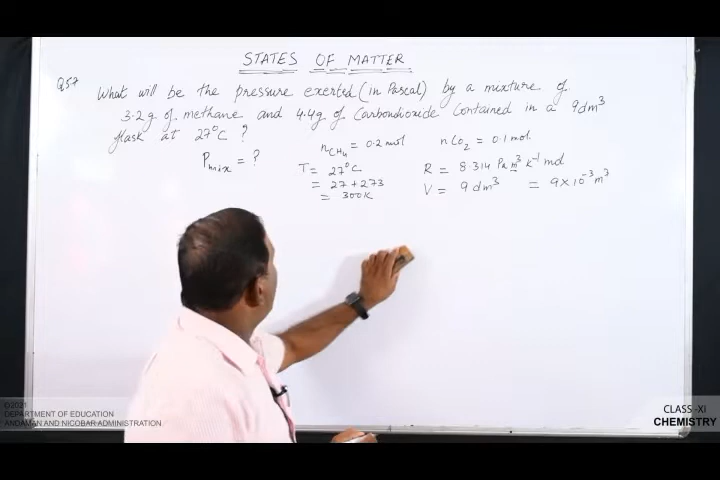 STATES OF MATTER
Q57 What will be the pressure exerted (in Pascal) by a mixture of
3.2g of methane and 4.4g of Carbondioxide Contained in a 9dm³
flask at 27°C ?
nCH₄ = 0.2 mol nCO₂ = 0.1 mol.
Pmix = ? T = 27°C R = 8.314 Pa m³ K⁻¹ mol
= 27 + 273 V = 9 dm³ = 9 × 10⁻³ m³
= 300K
©2021
DEPARTMENT OF EDUCATION
ANDAMAN AND NICOBAR ADMINISTRATION.
CLASS -XI
CHEMISTRY